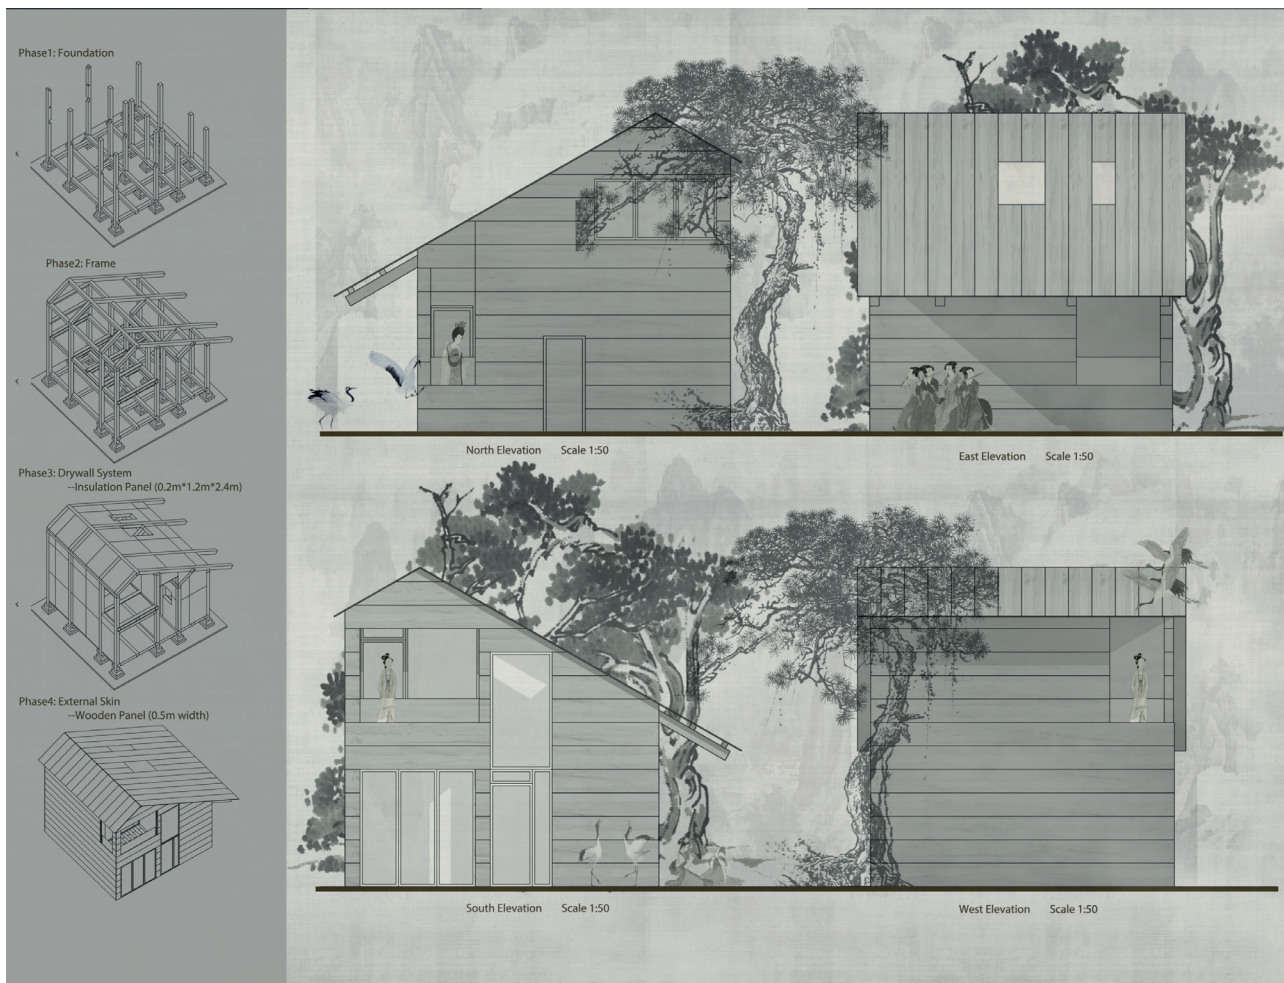 Phase1: Foundation
Phase2: Frame
Phase3: Drywall System
--Insulation Panel (0.2m*1.2m*2.4m)
Phase4: External Skin
--Wooden Panel (0.5m width)
North Elevation Scale 1:50
East Elevation Scale 1:50
South Elevation Scale 1:50
West Elevation Scale 1:50